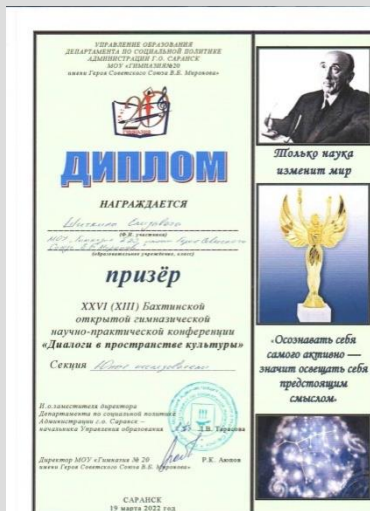 УПРАВЛЕНИЕ ОБРАЗОВАНИЯ
ДЕПАРТАМЕНТА ПО СОЦИАЛЬНОЙ ПОЛИТИКЕ
АДМИНИСТРАЦИИ Г.О. САРАНСК
МОУ «ГИМНАЗИЯ №20
имени Героя Советского Союза В.Б. Миронова»
20
ДИПЛОМ
НАГРАЖДАЕТСЯ
(Ф.И. участника)
(образовательное учреждение, класс)
призёр
XXVI (XIII) Бахтинской
открытой гимназической
научно-практической конференции
«Диалоги в пространстве культуры»
Секция
И.о.заместителя директора
Департамента по социальной политике
Администрации г.о. Саранск –
начальника Управления образования
Директор МОУ «Гимназия № 20
имени Героя Советского Союза В.Б. Миронова»
САРАНСК
19 марта 2022 год
Только наука
изменит мир
«Осознавать себя
самого активно —
значит освещать себя
предстоящим
смыслом»